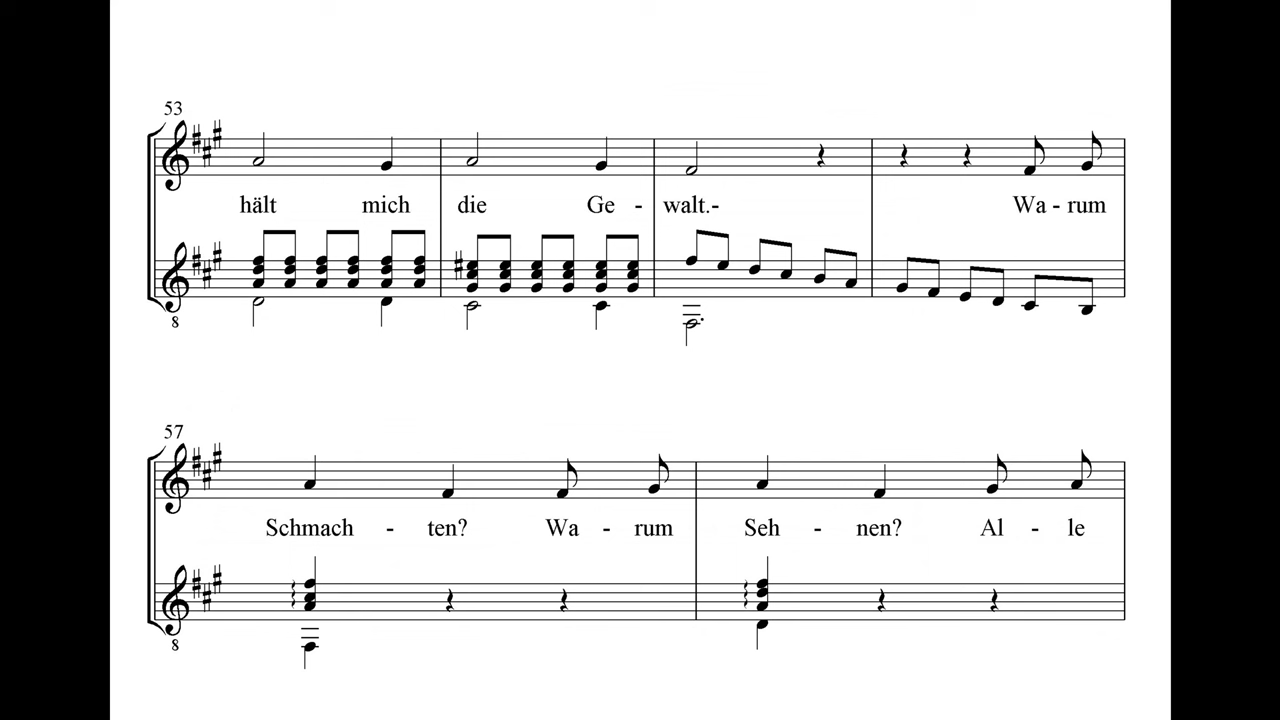 53
hält mich die Ge - walt.- Wa - rum
8
57
Schmach - ten? Wa - rum Seh - nen? Al - le
8